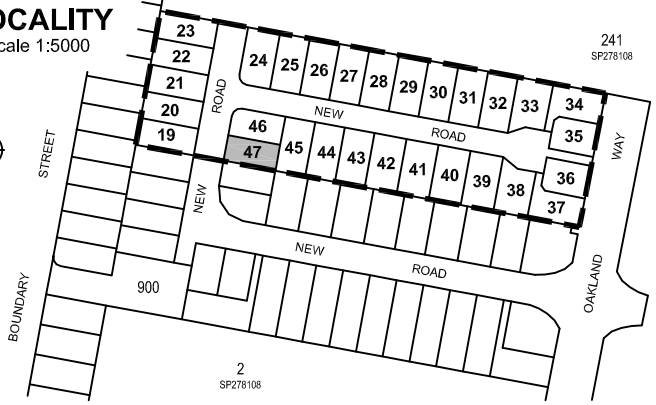 OCALITY
cale 1:5000
241
SP278108
23
22
21
20
19
ROAD
24
25
26
27
28
29
30
31
32
33
34
35
NEW
ROAD
46
47
45
44
43
42
41
40
39
38
36
37
WAY
STREET
NEW
NEW
ROAD
OAKLAND
900
BOUNDARY
2
SP278108